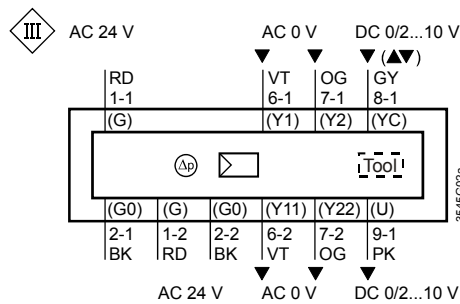 III AC 24 V AC 0 V DC 0/2...10 V
(▲▼)
RD VT OG GY
1-1 6-1 7-1 8-1
(G) (Y1) (Y2) (YC)
Δp Tool
(G0) (G) (G0) (Y11) (Y22) (U)
2-1 1-2 2-2 6-2 7-2 9-1
BK RD BK VT OG PK
AC 24 V AC 0 V DC 0/2...10 V